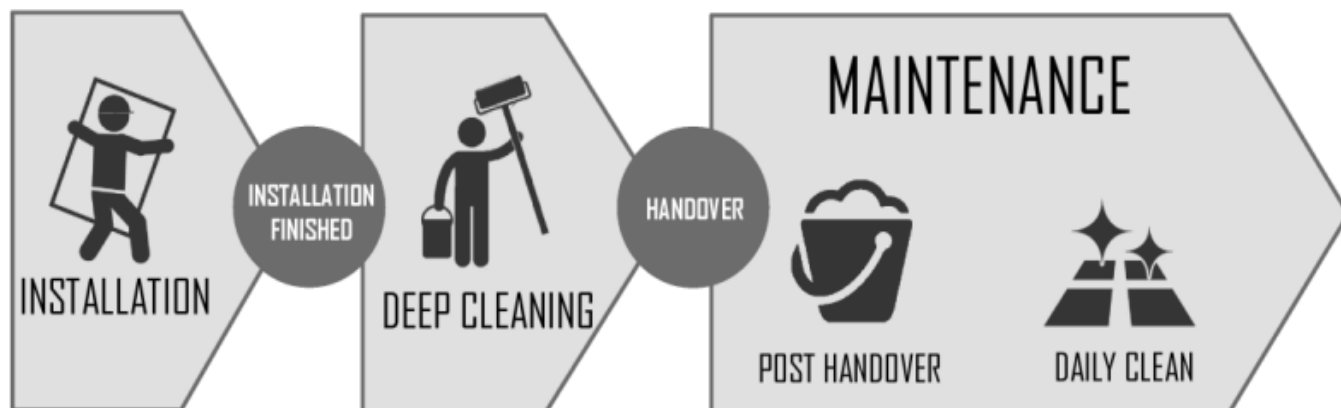 INSTALLATION
INSTALLATION
FINISHED
DEEP CLEANING
HANDOVER
MAINTENANCE
POST HANDOVER
DAILY CLEAN